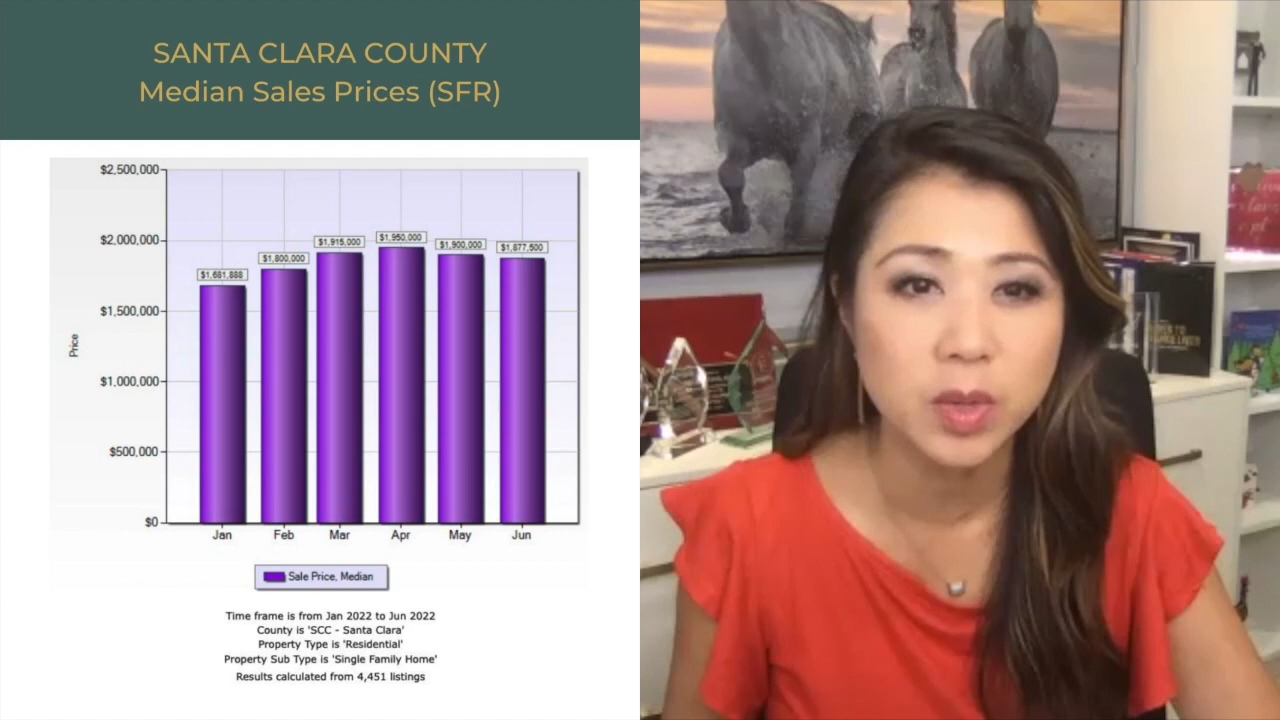 SANTA CLARA COUNTY
Median Sales Prices (SFR)
$2,500,000
$2,000,000
$1,500,000
$1,000,000
$500,000
$0
Price
$1,681,888
$1,800,000
$1,915,000
$1,950,000
$1,900,000
$1,877,500
Jan
Feb
Mar
Apr
May
Jun
Sale Price, Median
Time frame is from Jan 2022 to Jun 2022
County is 'SCC - Santa Clara'
Property Type is 'Residential'
Property Sub Type is 'Single Family Home'
Results calculated from 4,451 listings